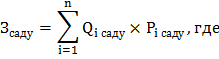 З_саду = ∑_{i=1}^{n} Q_{i саду} × P_{i саду}, где